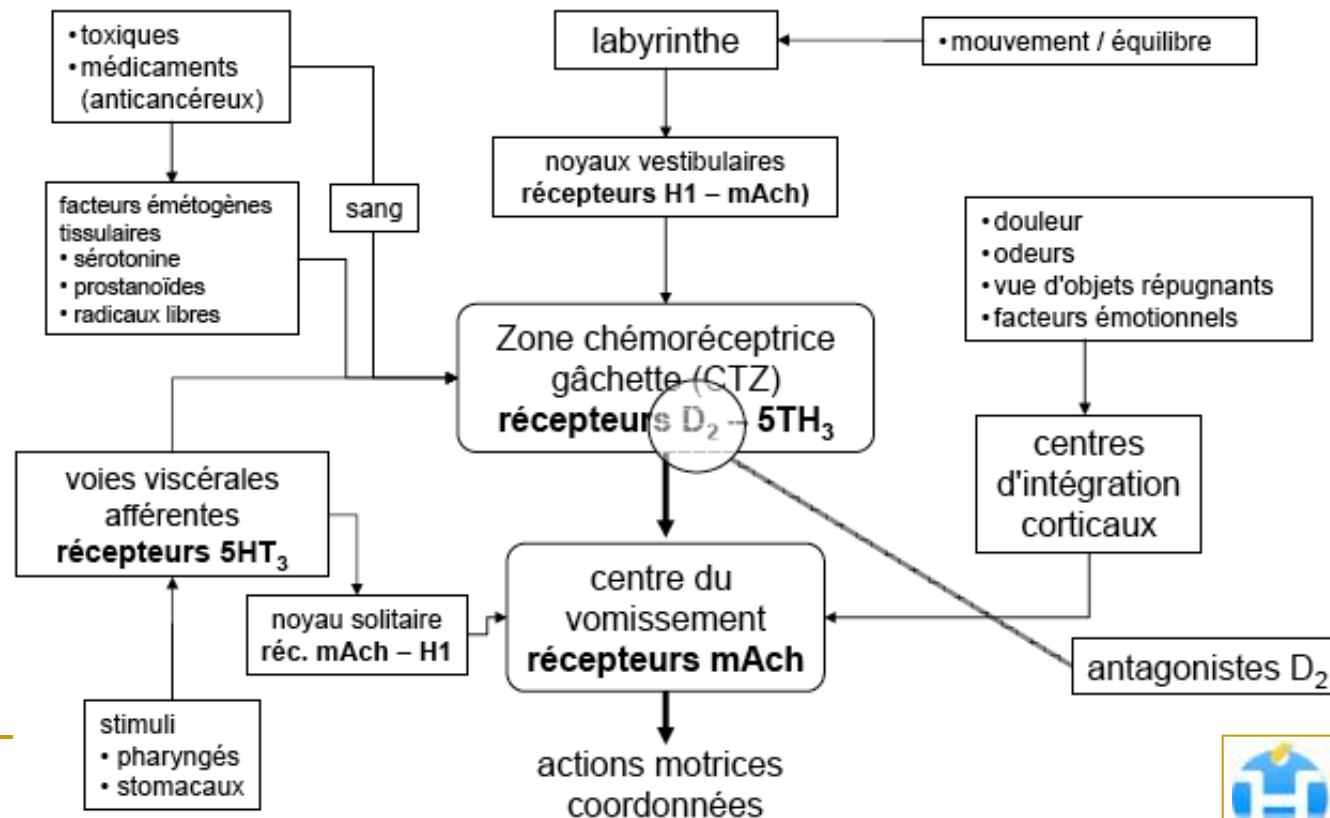 • toxiques
• médicaments
(anticancéreux)
labyrinthe
• mouvement / équilibre
noyaux vestibulaires
récepteurs H1 – mAch)
facteurs émétogènes
tissulaires
• sérotonine
• prostanoïdes
• radicaux libres
sang
• douleur
• odeurs
• vue d'objets répugnants
• facteurs émotionnels
Zone chémoréceptrice
gâchette (CTZ)
récepteurs D₂ – 5TH₃
voies viscérales
afférentes
récepteurs 5HT₃
centres
d'intégration
corticaux
noyau solitaire
réc. mAch – H1
centre du
vomissement
récepteurs mAch
antagonistes D₂
stimuli
• pharyngés
• stomacaux
actions motrices
coordonnées